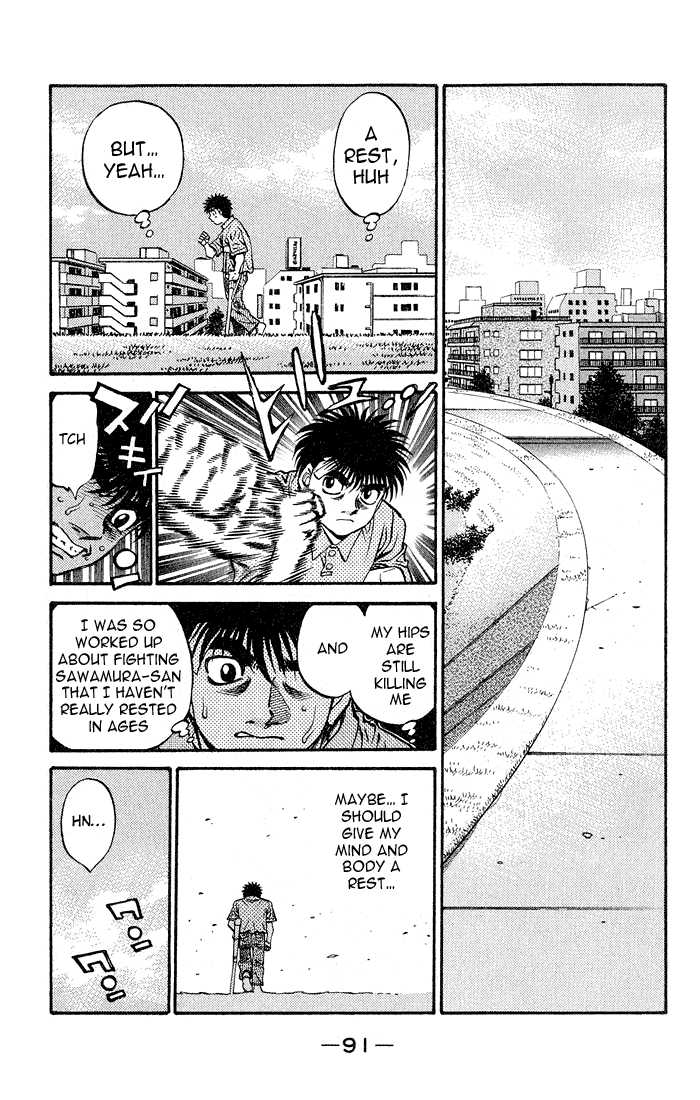 A
REST,
HUH
BUT...
YEAH...
TCH
MY HIPS
ARE
STILL
KILLING
ME
AND
I WAS SO
WORKED UP
ABOUT FIGHTING
SAWAMURA-SAN
THAT I HAVEN'T
REALLY RESTED
IN AGES
MAYBE... I
SHOULD
GIVE MY
MIND AND
BODY A
REST...
HN...
—91—